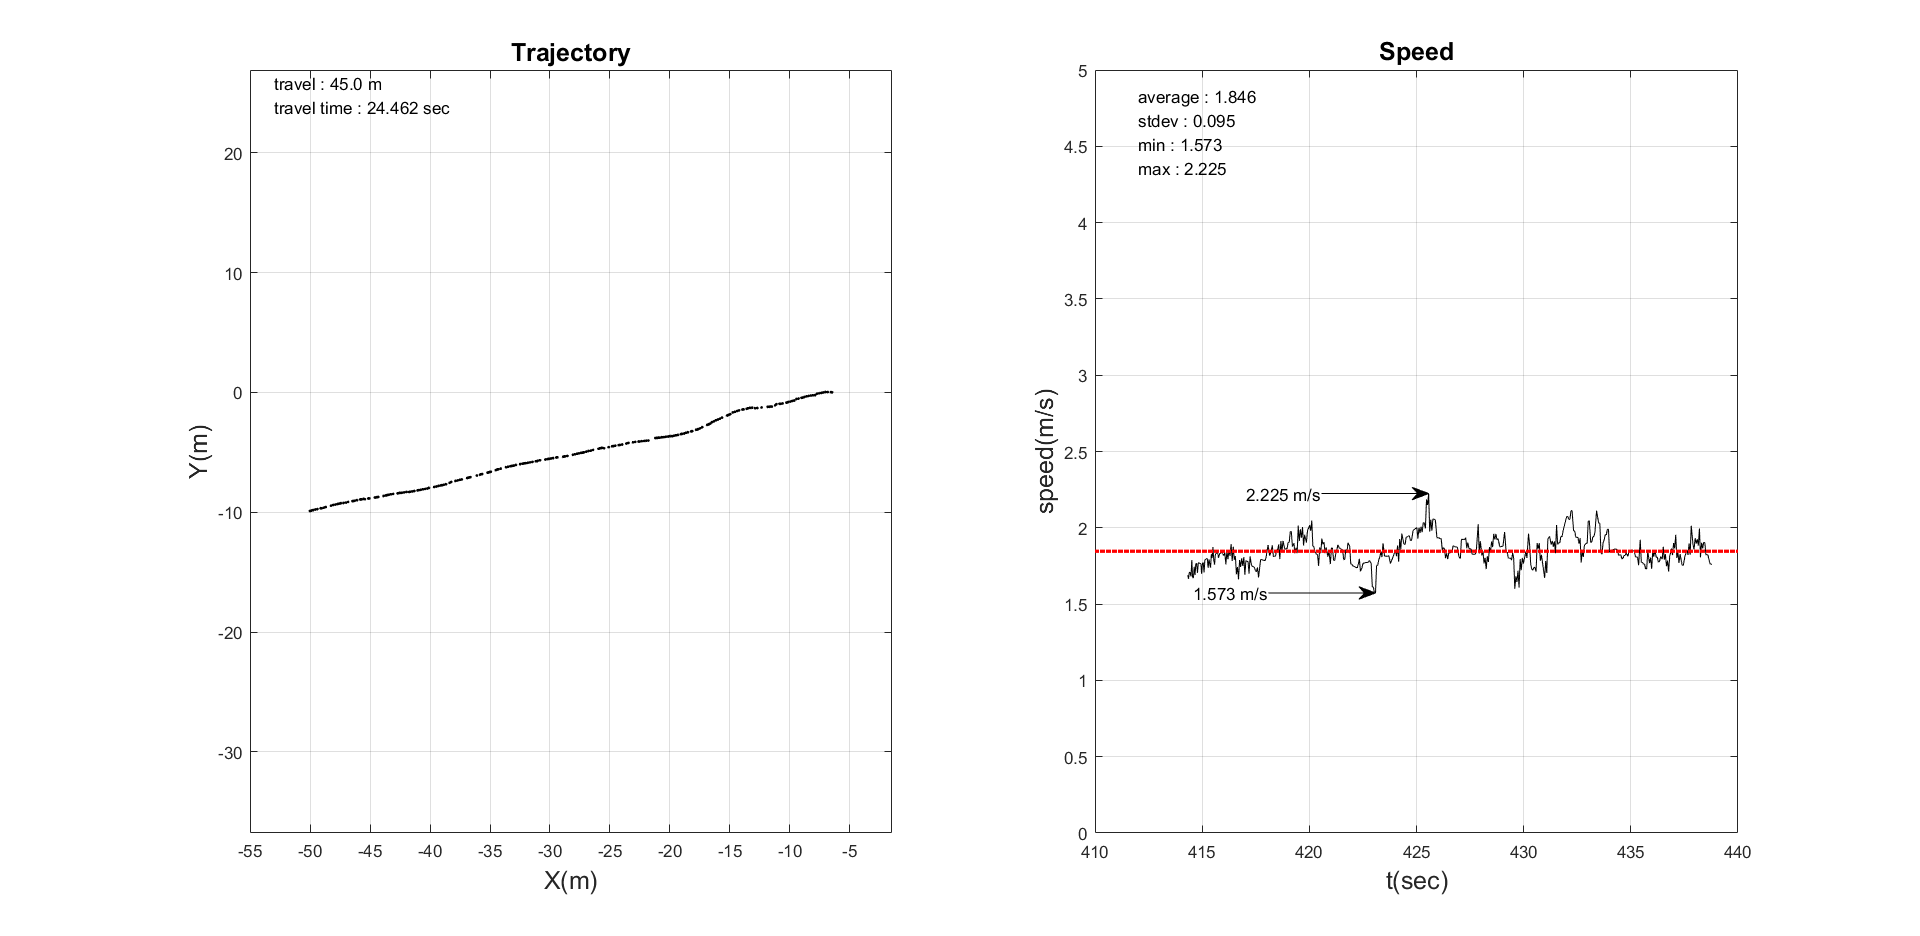 Trajectory
travel : 45.0 m
travel time : 24.462 sec
20
10
0
-10
-20
-30
Y(m)
-55 -50 -45 -40 -35 -30 -25 -20 -15 -10 -5
X(m)
Speed
average : 1.846
stdev : 0.095
min : 1.573
max : 2.225
5
4.5
4
3.5
3
2.5
2
1.5
1
0.5
0
speed(m/s)
2.225 m/s
1.573 m/s
410 415 420 425 430 435 440
t(sec)